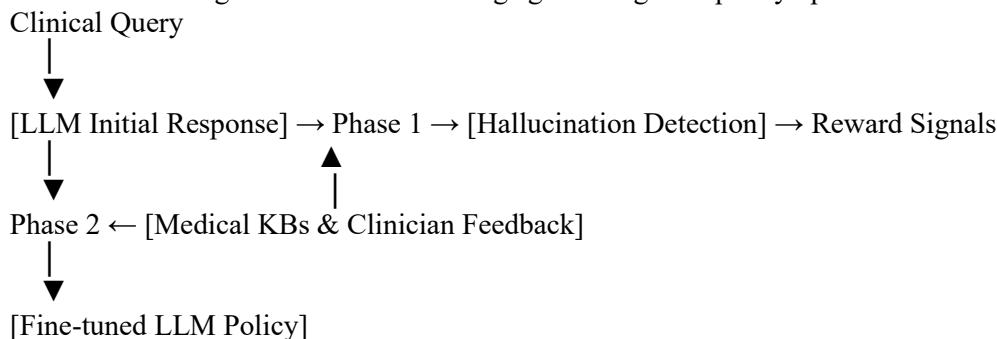 Clinical Query
[LLM Initial Response] → Phase 1 → [Hallucination Detection] → Reward Signals
Phase 2 ← [Medical KBs & Clinician Feedback]
[Fine-tuned LLM Policy]